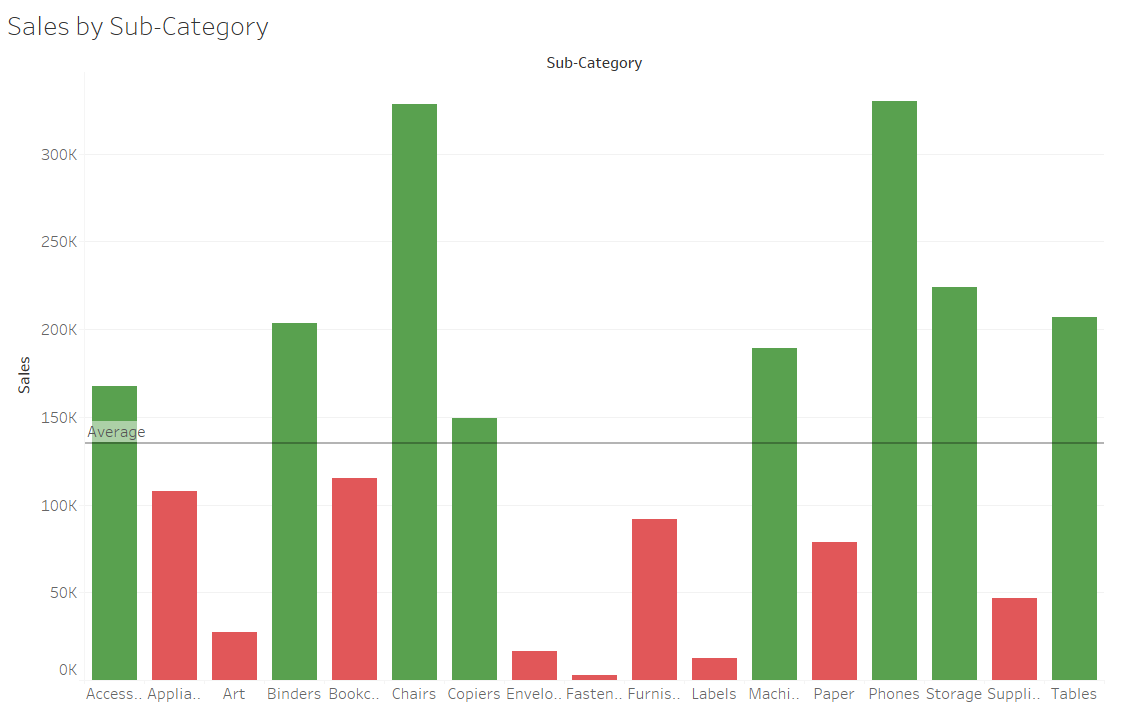 Sales by Sub-Category
Sub-Category
300K
250K
200K
150K
100K
50K
0K
Sales
Average
Access.. Applia.. Art Binders Bookc.. Chairs Copiers Envelo.. Fasten.. Furnis.. Labels Machi.. Paper Phones Storage Suppli.. Tables